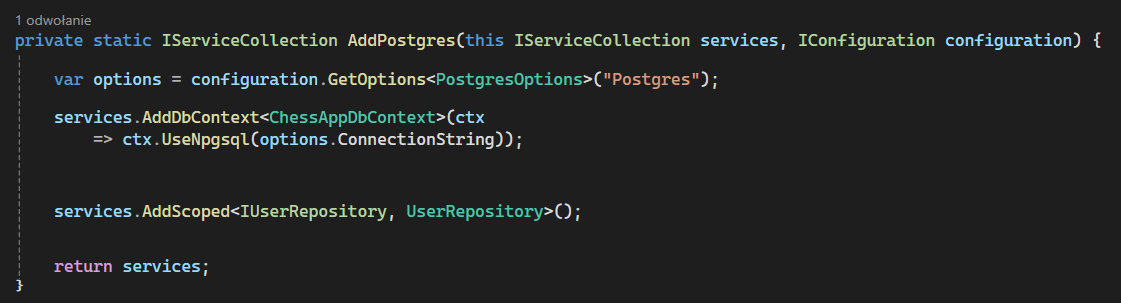 1 odwołanie
private static IServiceCollection AddPostgres(this IServiceCollection services, IConfiguration configuration) {
var options = configuration.GetOptions<PostgresOptions>("Postgres");
services.AddDbContext<ChessAppDbContext>(ctx
=> ctx.UseNpgsql(options.ConnectionString));
services.AddScoped<IUserRepository, UserRepository>();
return services;
}